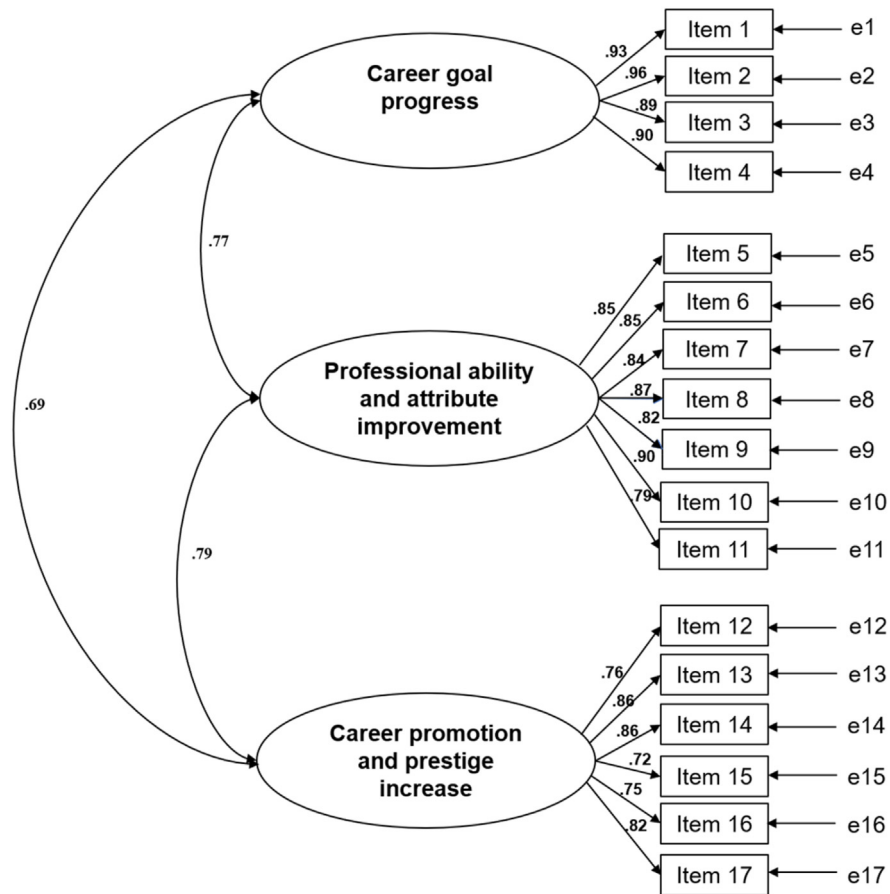 Career goal
progress
.93
.96
.89
.90
Item 1
e1
Item 2
e2
Item 3
e3
Item 4
e4
.77
.69
.79
Professional ability
and attribute
improvement
.85
.85
.84
.87
.82
.90
.79
Item 5
e5
Item 6
e6
Item 7
e7
Item 8
e8
Item 9
e9
Item 10
e10
Item 11
e11
Career promotion
and prestige
increase
.76
.86
.86
.72
.75
.82
Item 12
e12
Item 13
e13
Item 14
e14
Item 15
e15
Item 16
e16
Item 17
e17